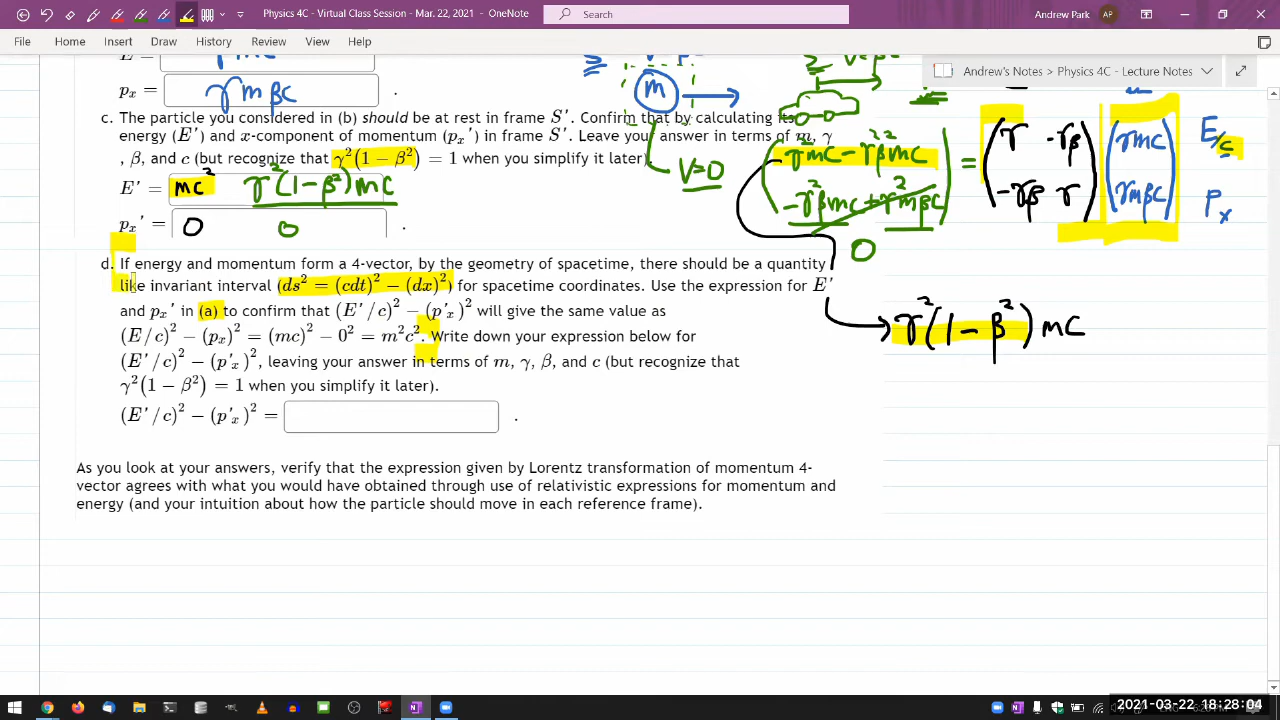 Physics 4C - Virtual Class Session - Mar. 22, 2021 - OneNote
Search
Andrew Park
AP
File Home Insert Draw History Review View Help
Andrew's Notes > Physics 4C - Lecture Notes
pₓ = γmβc .
m
c. The particle you considered in (b) should be at rest in frame S'. Confirm that by calculating its
energy (E') and x-component of momentum (pₓ') in frame S'. Leave your answer in terms of m, γ
, β, and c (but recognize that γ²(1 − β²) = 1 when you simplify it later).
E' = mc² γ²(1−β²)mc
pₓ' = 0 0 .
V=0
(γ²mc − γ²β²mc
−γ²βmc + γ²mβc) = (γ −γβ
−γβ γ) (γmc
γmβc) E/c
pₓ
0
d. If energy and momentum form a 4-vector, by the geometry of spacetime, there should be a quantity
like invariant interval (ds² = (cdt)² − (dx)²) for spacetime coordinates. Use the expression for E'
and pₓ' in (a) to confirm that (E'/c)² − (p'ₓ)² will give the same value as
(E/c)² − (pₓ)² = (mc)² − 0² = m²c². Write down your expression below for
(E'/c)² − (p'ₓ)², leaving your answer in terms of m, γ, β, and c (but recognize that
γ²(1 − β²) = 1 when you simplify it later).
(E'/c)² − (p'ₓ)² = .
γ²(1−β²)mc
As you look at your answers, verify that the expression given by Lorentz transformation of momentum 4-
vector agrees with what you would have obtained through use of relativistic expressions for momentum and
energy (and your intuition about how the particle should move in each reference frame).
2021-03-22 18:28:04